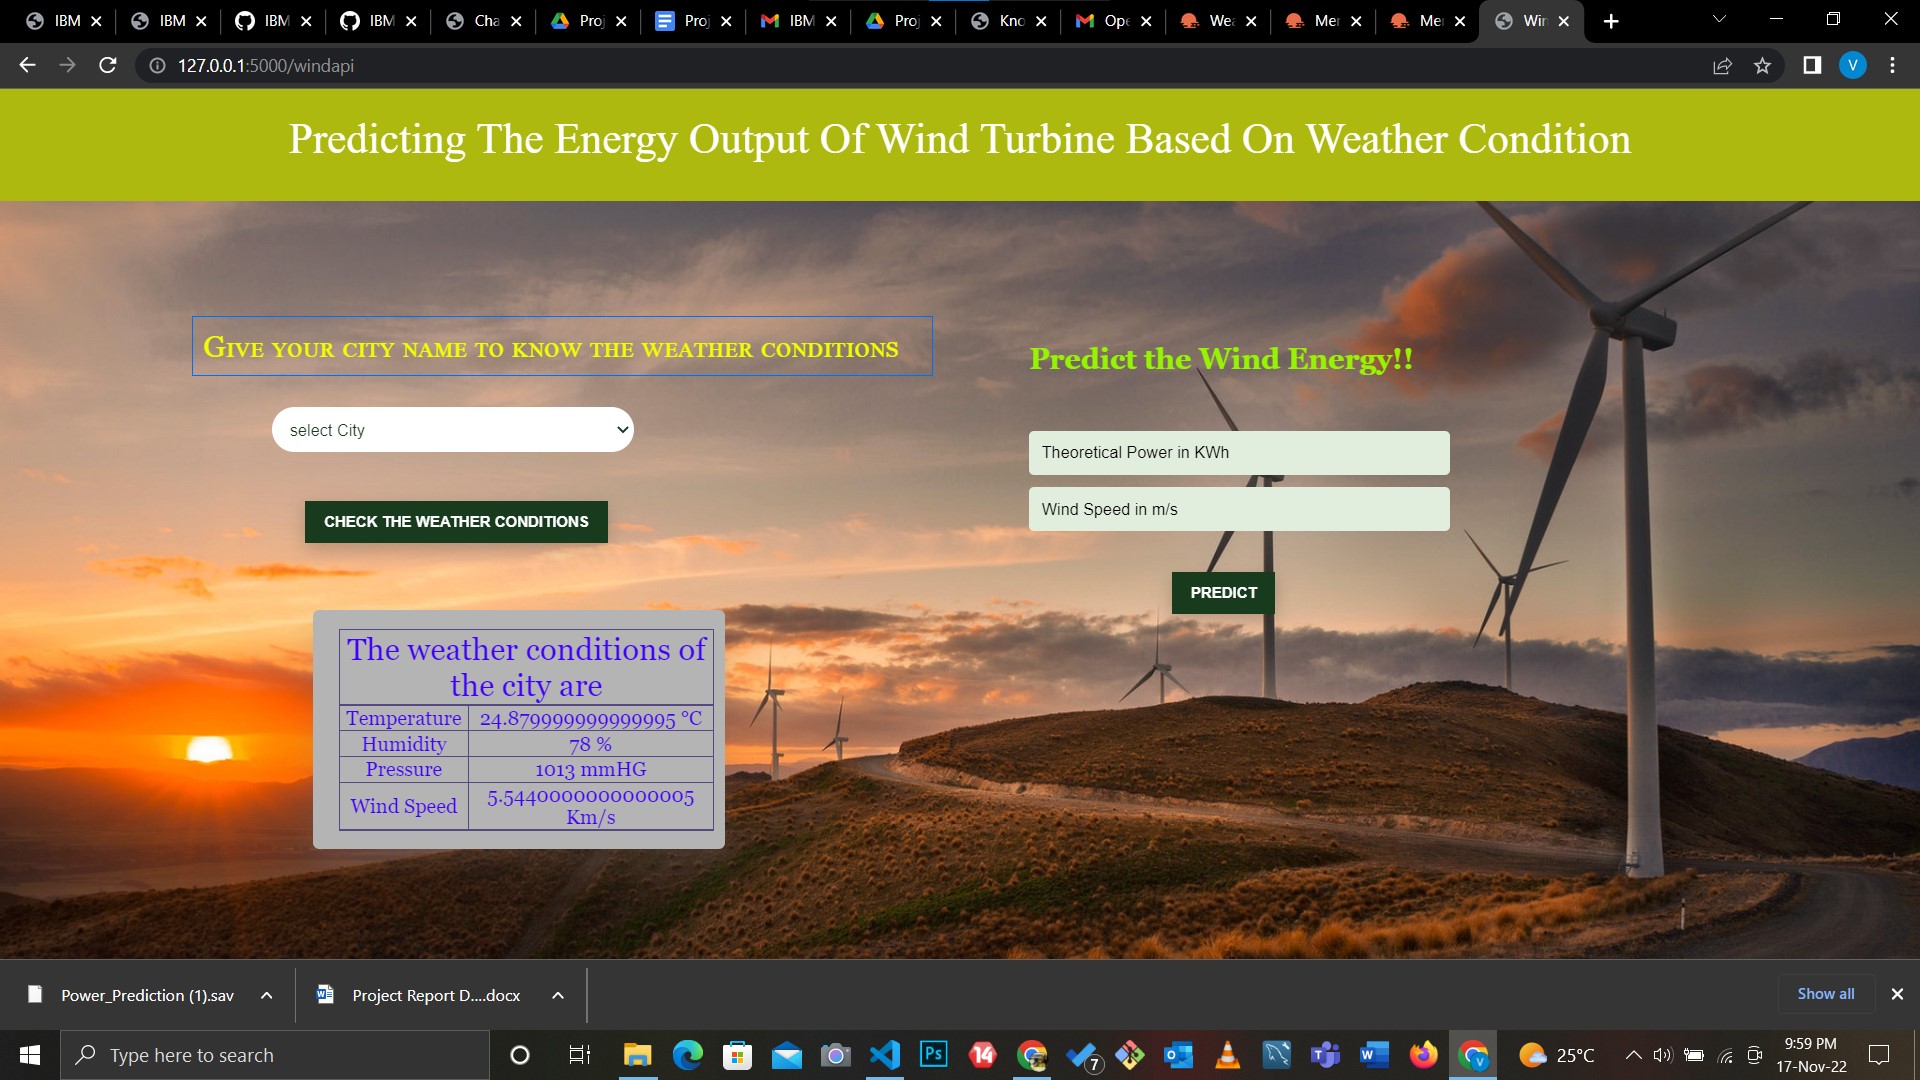 IBM
IBM
IBM
IBM
Cha
Proj
Proj
IBM
Proj
Kno
Ope
Wea
Mer
Mer
Win
127.0.0.1:5000/windapi
V
Predicting The Energy Output Of Wind Turbine Based On Weather Condition
Give your city name to know the weather conditions
Predict the Wind Energy!!
select City
Theoretical Power in KWh
Wind Speed in m/s
CHECK THE WEATHER CONDITIONS
PREDICT
The weather conditions of
the city are
Temperature 24.879999999999995 °C
Humidity 78 %
Pressure 1013 mmHG
Wind Speed 5.5440000000000005
Km/s
Power_Prediction (1).sav
Project Report D....docx
Show all
Type here to search
Ps
14
7
V
25°C
9:59 PM
17-Nov-22